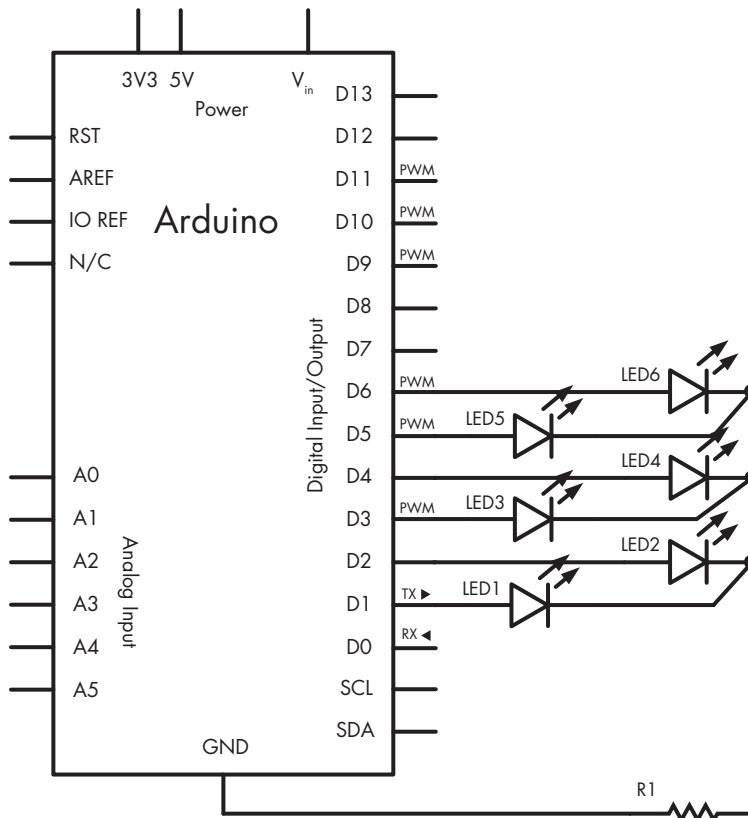 3V3 5V Vin
Power
D13
RST
D12
AREF
D11 PWM
IO REF
Arduino
D10 PWM
N/C
D9 PWM
D8
D7
Digital Input/Output
D6 PWM LED6
D5 PWM LED5
A0
D4 LED4
A1
D3 PWM LED3
A2
D2 LED2
Analog Input
A3
D1 TX ► LED1
A4
D0 RX ◄
A5
SCL
SDA
GND
R1